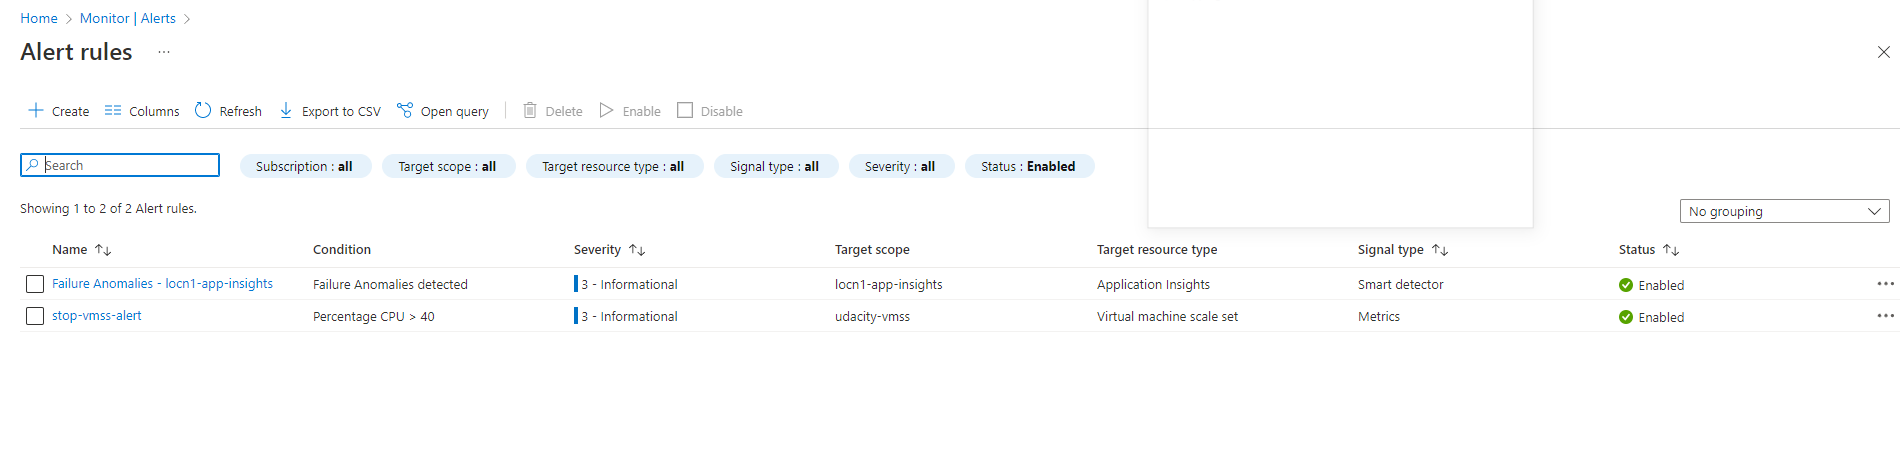 Home > Monitor | Alerts >
Alert rules ...
Create Columns Refresh Export to CSV Open query Delete Enable Disable
Search Subscription : all Target scope : all Target resource type : all Signal type : all Severity : all Status : Enabled
Showing 1 to 2 of 2 Alert rules. No grouping
Name Condition Severity Target scope Target resource type Signal type Status
Failure Anomalies - locn1-app-insights Failure Anomalies detected 3 - Informational locn1-app-insights Application Insights Smart detector Enabled
stop-vmss-alert Percentage CPU > 40 3 - Informational udacity-vmss Virtual machine scale set Metrics Enabled